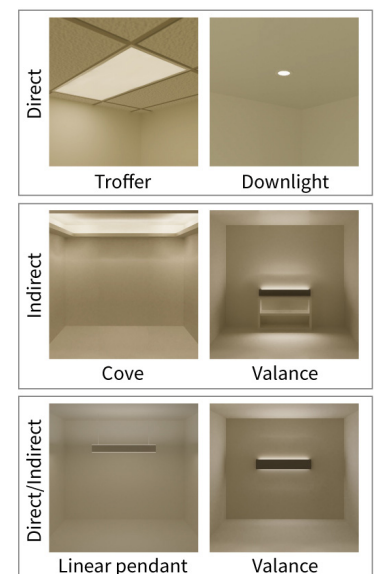 Direct
Troffer Downlight
Indirect
Cove Valance
Direct/Indirect
Linear pendant Valance